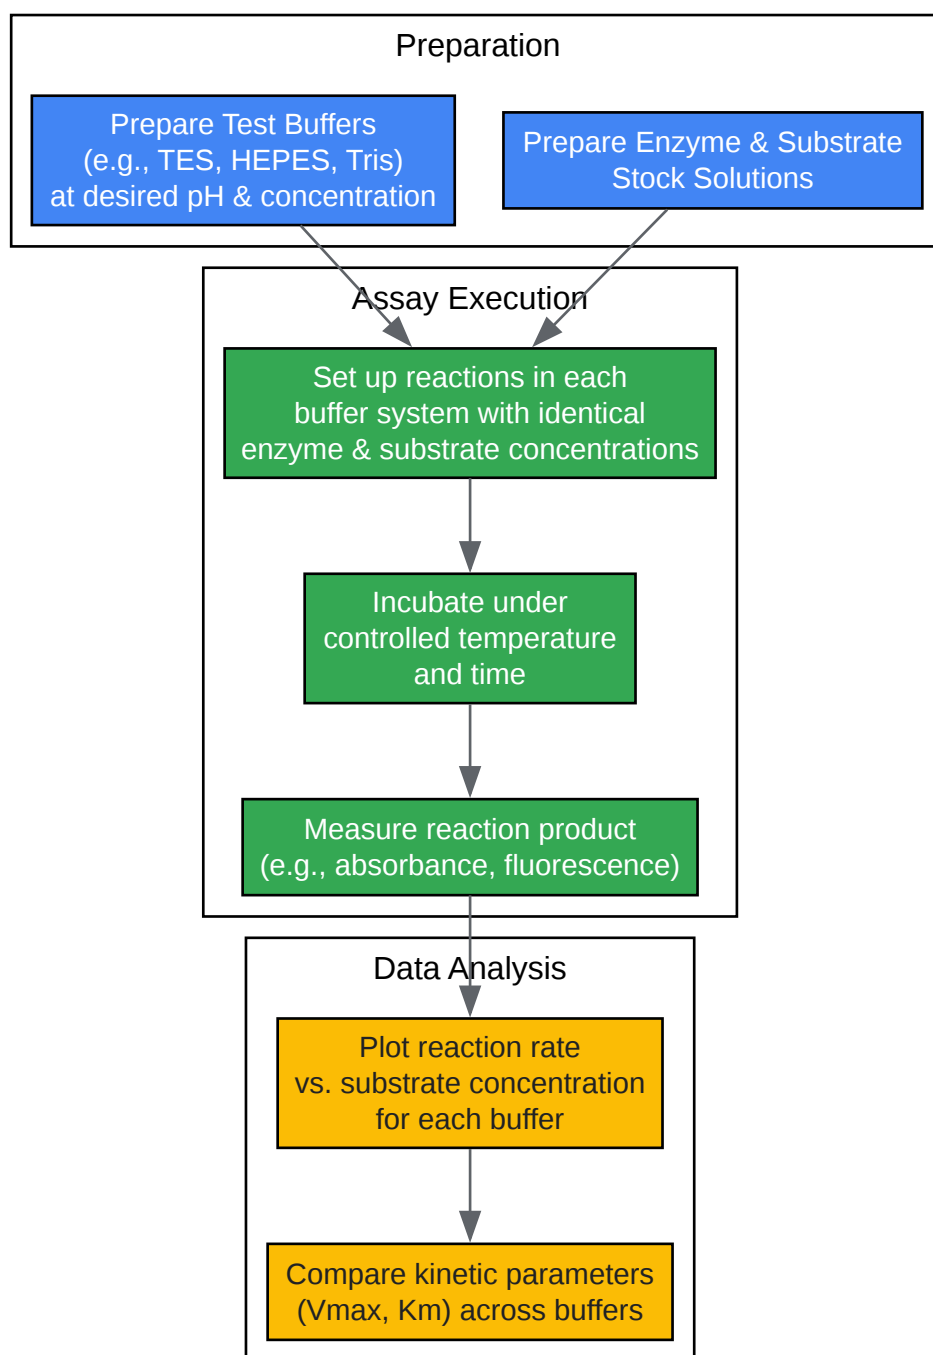 Preparation
Prepare Test Buffers
(e.g., TES, HEPES, Tris)
at desired pH & concentration
Prepare Enzyme & Substrate
Stock Solutions
Assay Execution
Set up reactions in each
buffer system with identical
enzyme & substrate concentrations
Incubate under
controlled temperature
and time
Measure reaction product
(e.g., absorbance, fluorescence)
Data Analysis
Plot reaction rate
vs. substrate concentration
for each buffer
Compare kinetic parameters
(Vmax, Km) across buffers